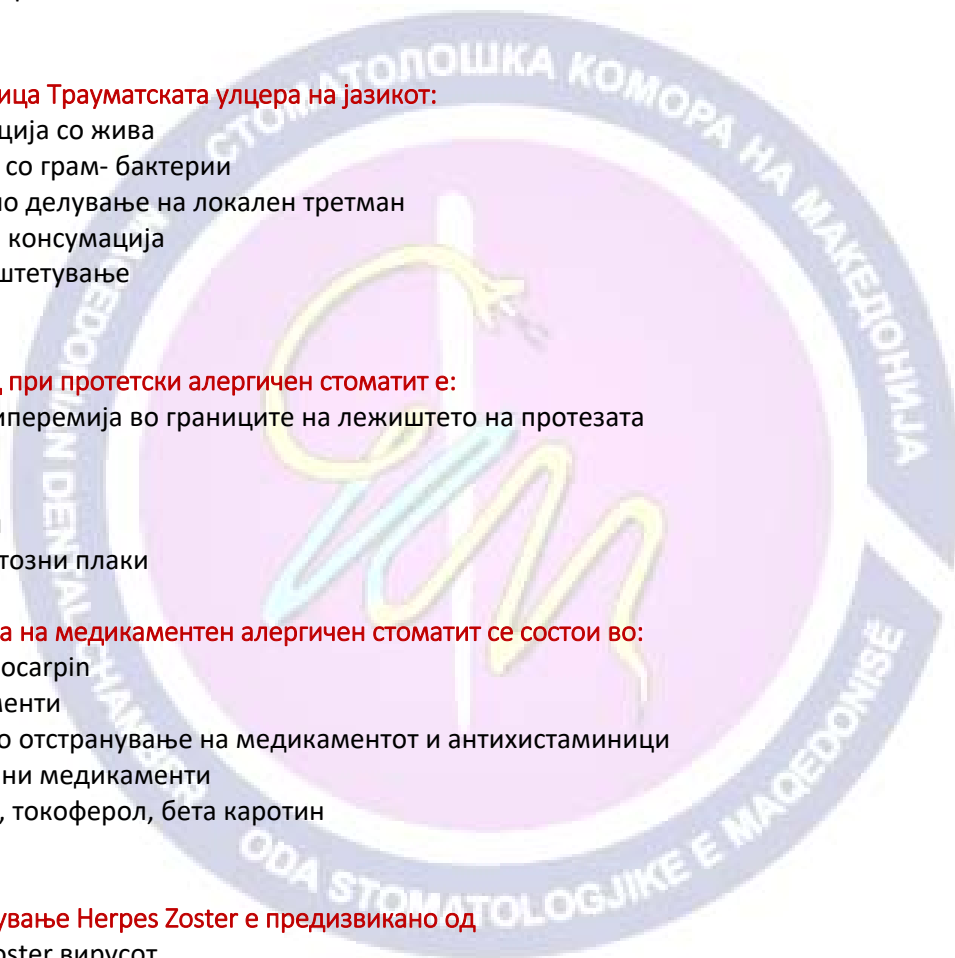 ица Трауматската улцера на јазикот:
ција со жива
со грам- бактерии
о делување на локален третман
консумација
штетување
при протетски алергичен стоматит е:
иперемија во границите на лежиштето на протезата
тозни плаки
а на медикаментен алергичен стоматит се состои во:
ocarpin
менти
о отстранување на медикаментот и антихистаминици
ни медикаменти
, токоферол, бета каротин
ување Herpes Zoster е предизвикано од
oster вирусот
СТОМАТОЛОШКА КОМОРА НА МАКЕДОНИЈА
MACEDONIAN DENTAL CHAMBER
ODA STOMATOLOGJIKE E MAQEDONISË